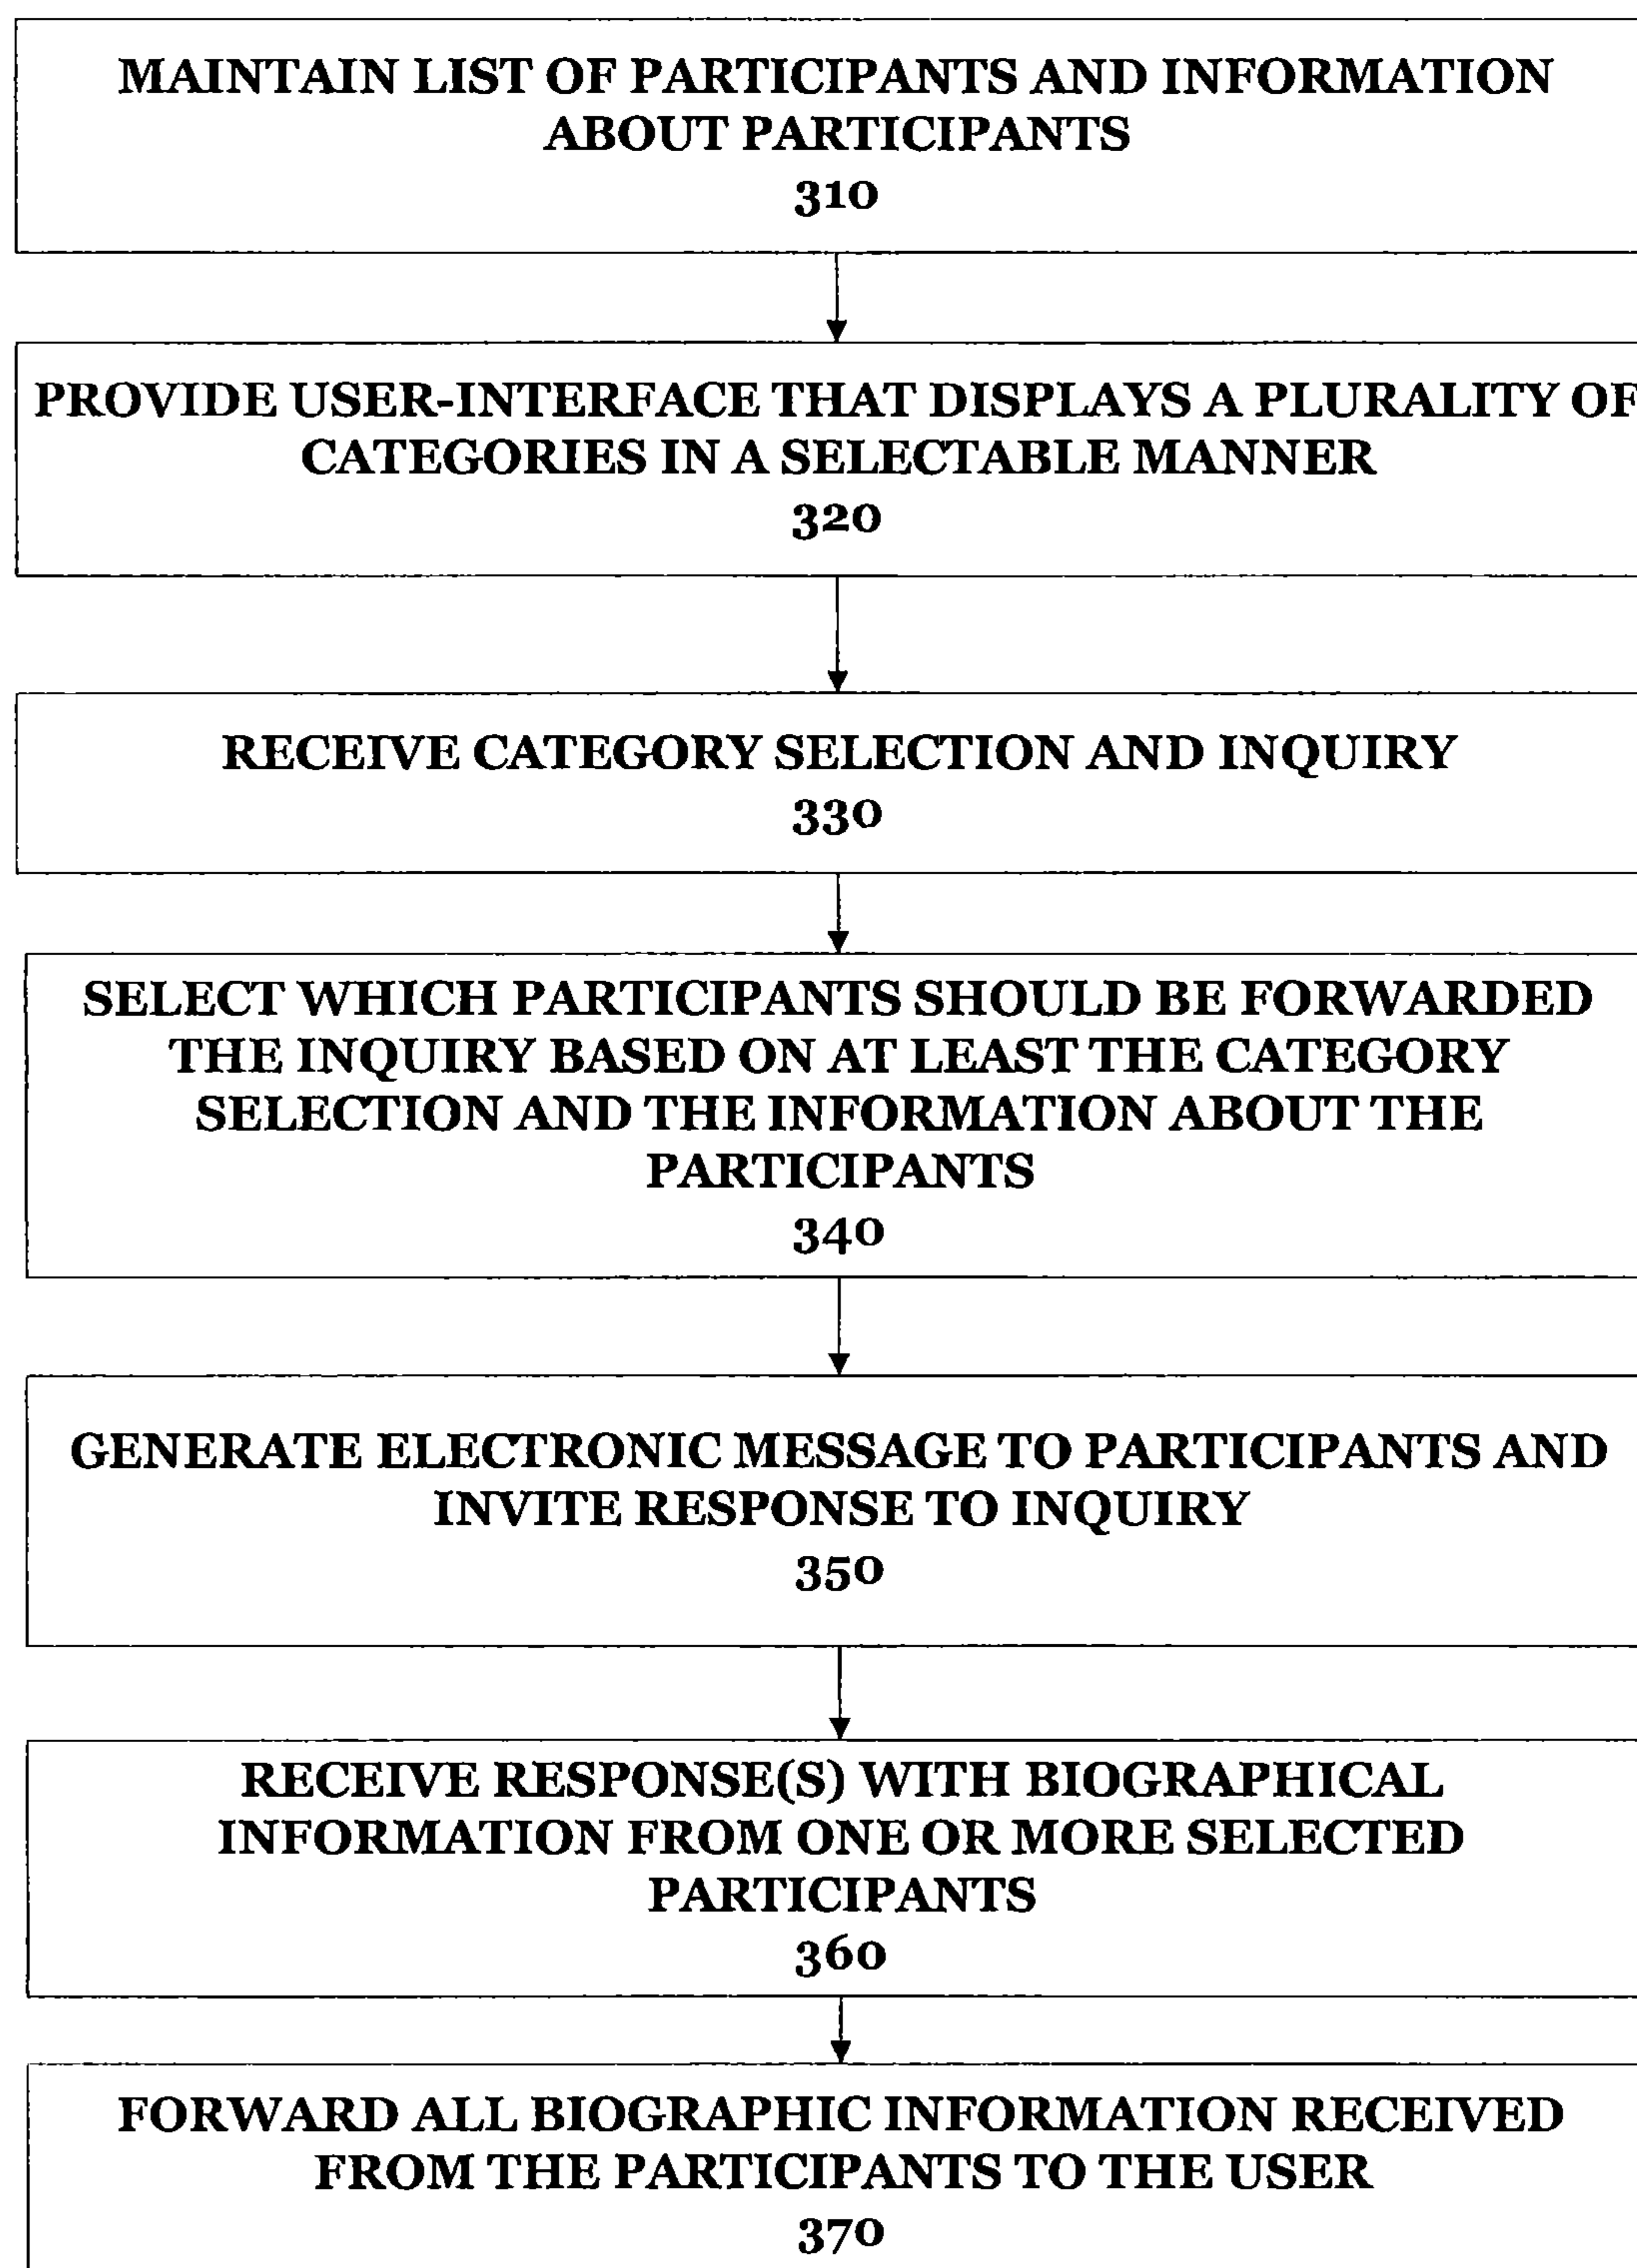 MAINTAIN LIST OF PARTICIPANTS AND INFORMATION
ABOUT PARTICIPANTS
310
PROVIDE USER-INTERFACE THAT DISPLAYS A PLURALITY OF
CATEGORIES IN A SELECTABLE MANNER
320
RECEIVE CATEGORY SELECTION AND INQUIRY
330
SELECT WHICH PARTICIPANTS SHOULD BE FORWARDED
THE INQUIRY BASED ON AT LEAST THE CATEGORY
SELECTION AND THE INFORMATION ABOUT THE
PARTICIPANTS
340
GENERATE ELECTRONIC MESSAGE TO PARTICIPANTS AND
INVITE RESPONSE TO INQUIRY
350
RECEIVE RESPONSE(S) WITH BIOGRAPHICAL
INFORMATION FROM ONE OR MORE SELECTED
PARTICIPANTS
360
FORWARD ALL BIOGRAPHIC INFORMATION RECEIVED
FROM THE PARTICIPANTS TO THE USER
370